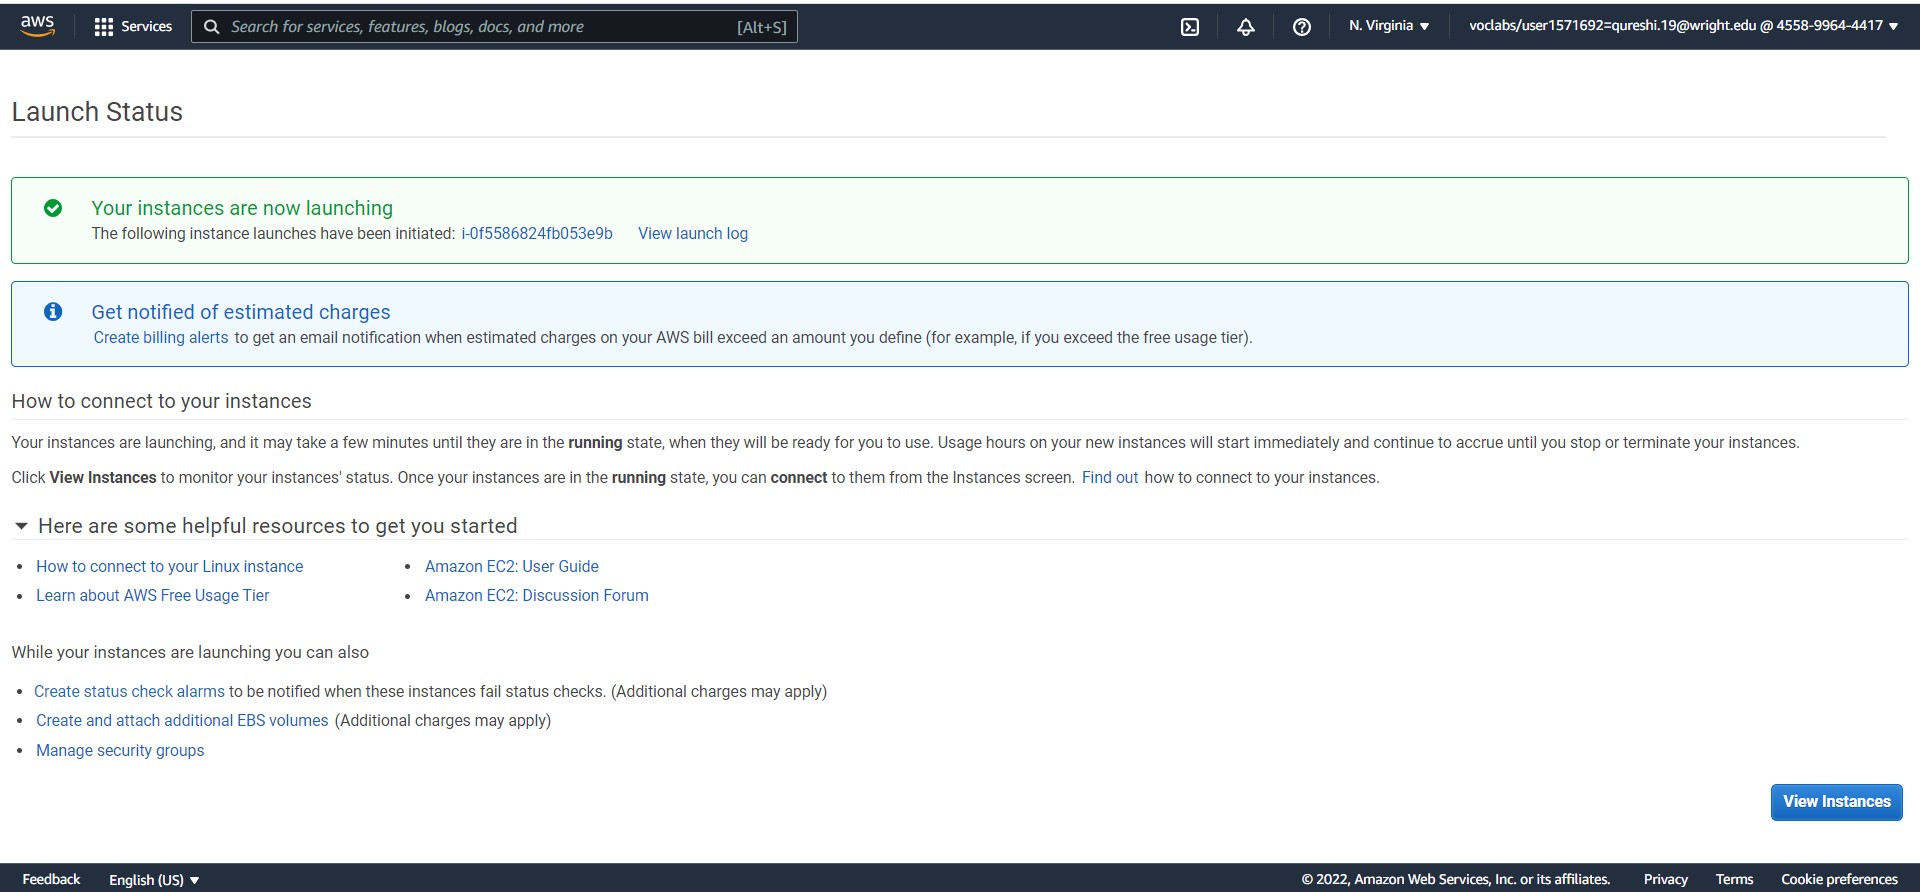 aws Services Search for services, features, blogs, docs, and more [Alt+S] N. Virginia ▼ voclabs/user1571692=qureshi.19@wright.edu @ 4558-9964-4417 ▼
Launch Status
Your instances are now launching
The following instance launches have been initiated: i-0f5586824fb053e9b View launch log
Get notified of estimated charges
Create billing alerts to get an email notification when estimated charges on your AWS bill exceed an amount you define (for example, if you exceed the free usage tier).
How to connect to your instances
Your instances are launching, and it may take a few minutes until they are in the running state, when they will be ready for you to use. Usage hours on your new instances will start immediately and continue to accrue until you stop or terminate your instances.
Click View Instances to monitor your instances' status. Once your instances are in the running state, you can connect to them from the Instances screen. Find out how to connect to your instances.
▼ Here are some helpful resources to get you started
• How to connect to your Linux instance
• Learn about AWS Free Usage Tier
• Amazon EC2: User Guide
• Amazon EC2: Discussion Forum
While your instances are launching you can also
• Create status check alarms to be notified when these instances fail status checks. (Additional charges may apply)
• Create and attach additional EBS volumes (Additional charges may apply)
• Manage security groups
View Instances
Feedback English (US) ▼ © 2022, Amazon Web Services, Inc. or its affiliates. Privacy Terms Cookie preferences